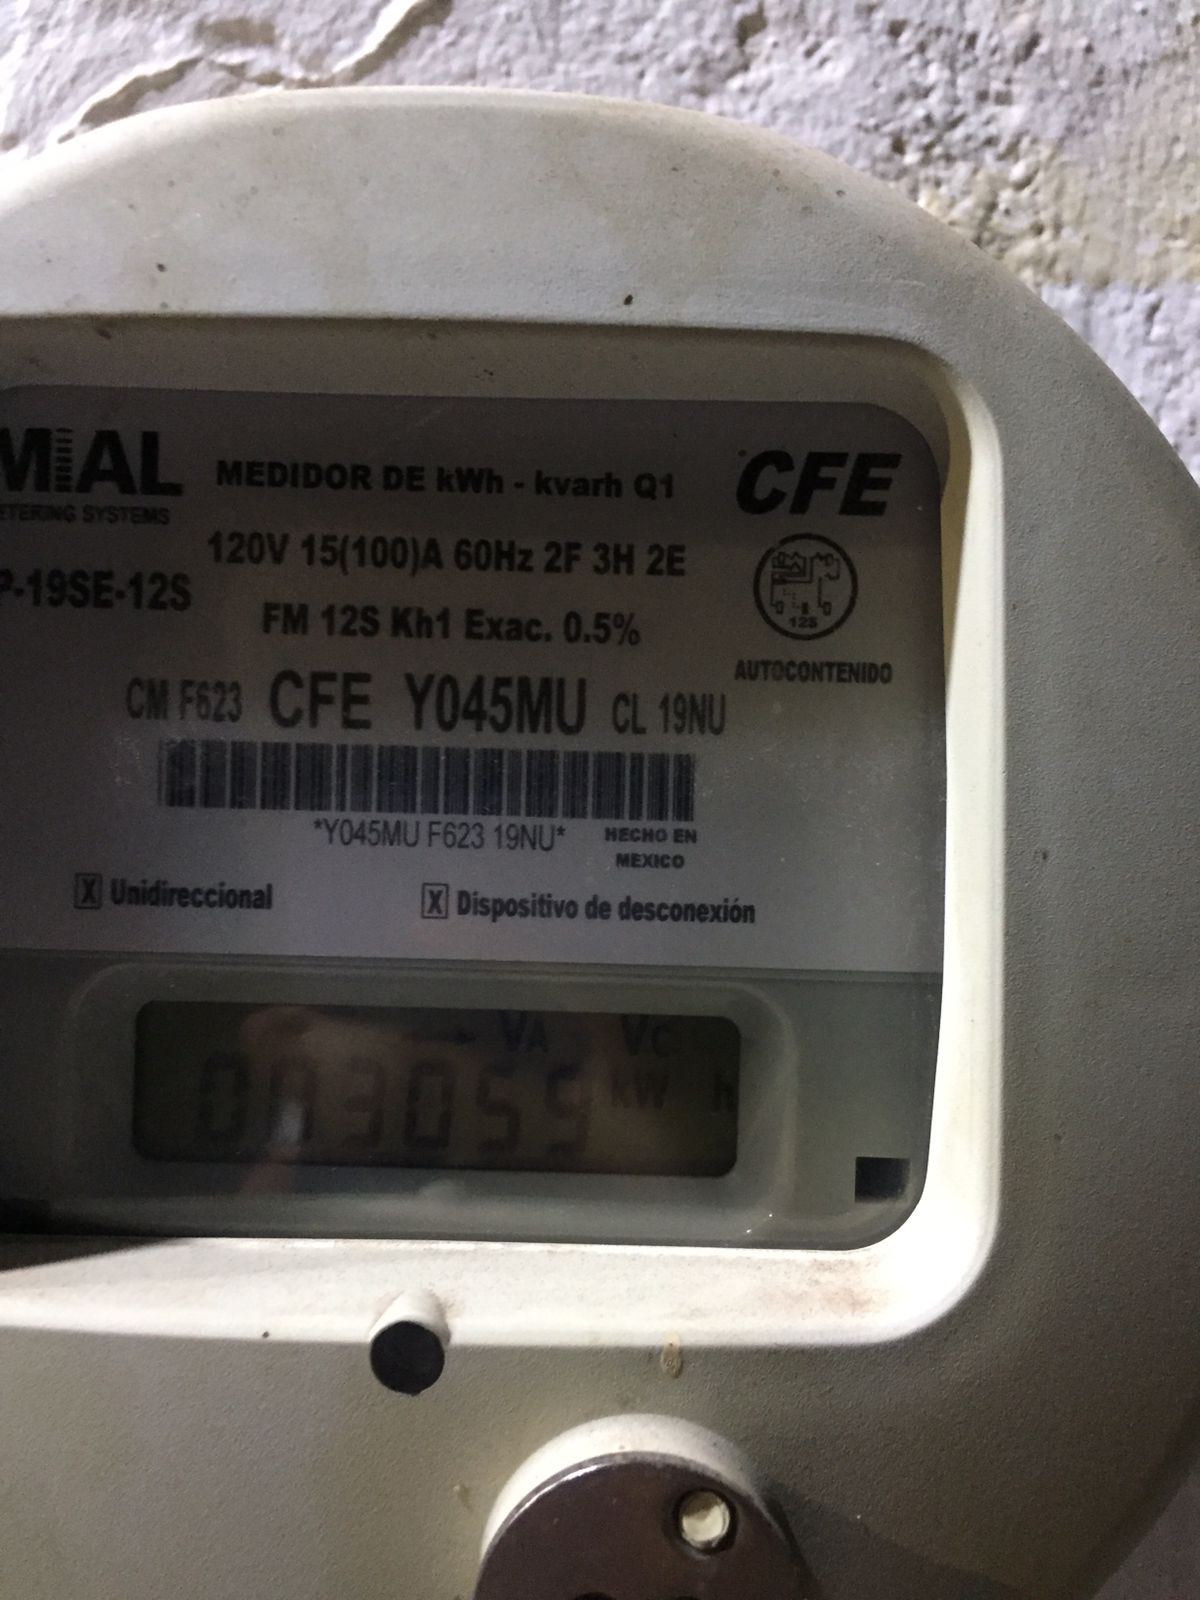 MIAL
ETERING SYSTEMS
MEDIDOR DE kWh - kvarh Q1
CFE
120V 15(100)A 60Hz 2F 3H 2E
P-19SE-12S
FM 12S Kh1 Exac. 0.5%
12S
AUTOCONTENIDO
CM F623 CFE Y045MU CL 19NU
*Y045MU F623 19NU*
HECHO EN
MEXICO
X Unidireccional
X Dispositivo de desconexión
VA VC
003055 kW h